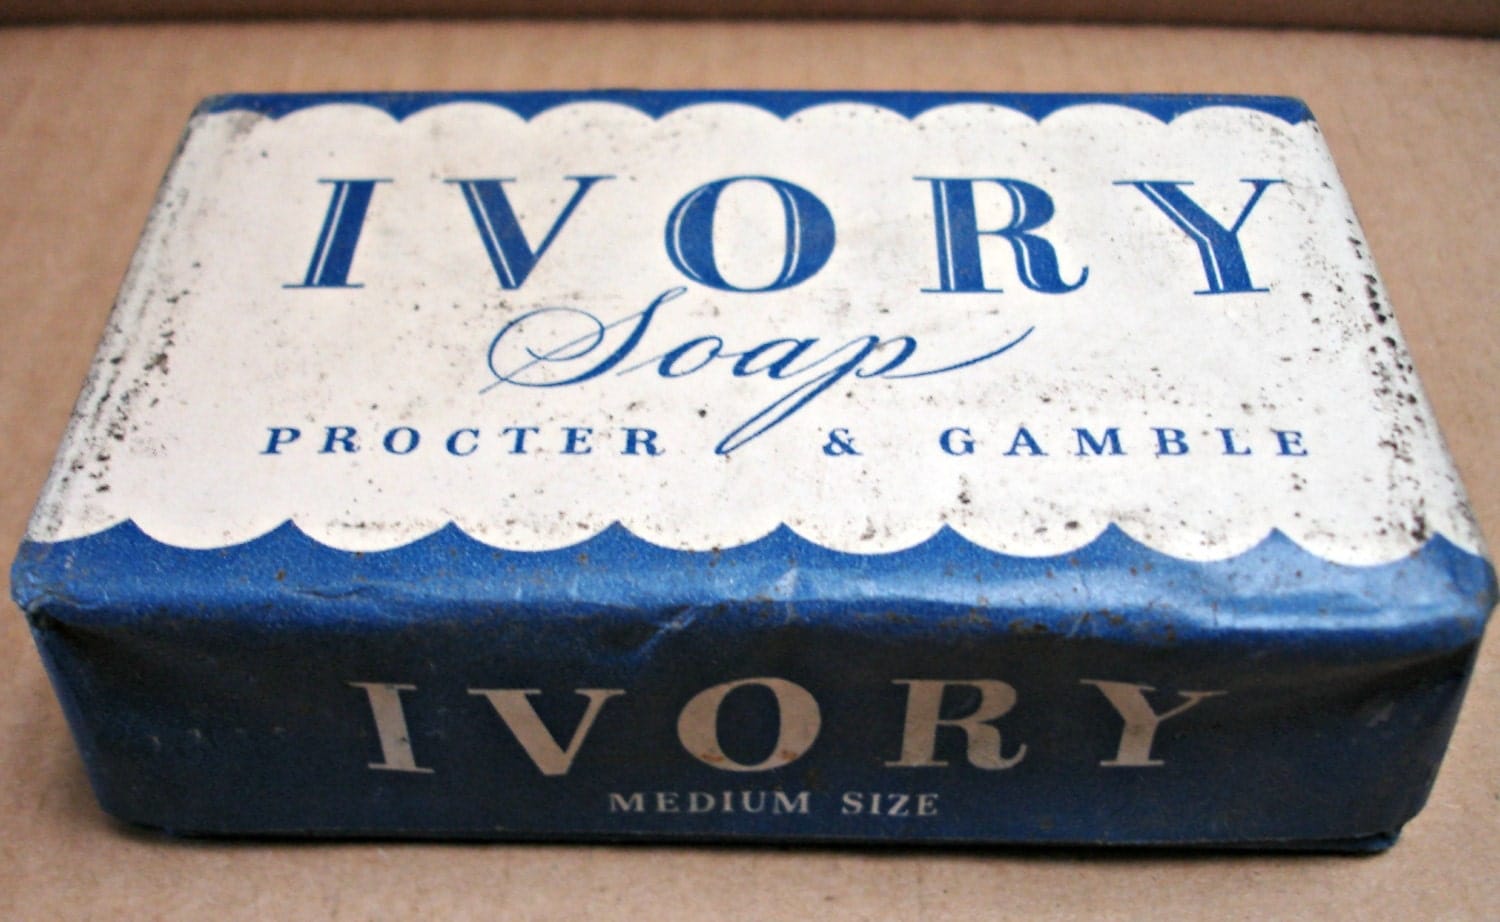 IVORY
Soap
PROCTER & GAMBLE
IVORY
MEDIUM SIZE